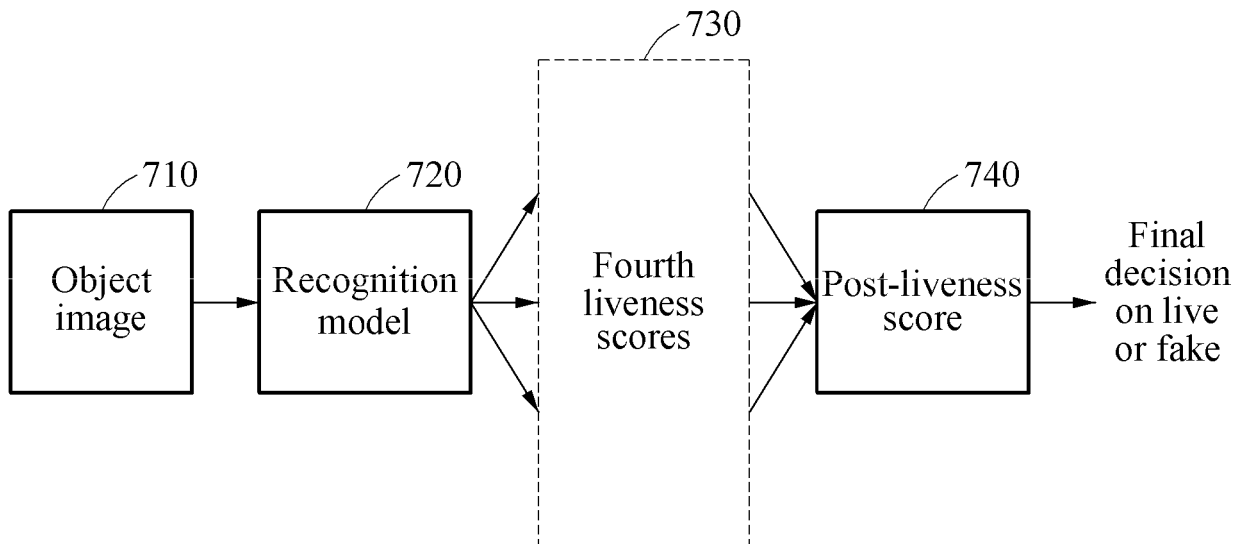 730
710
720
740
Object
image
Recognition
model
Fourth
liveness
scores
Post-liveness
score
Final
decision
on live
or fake